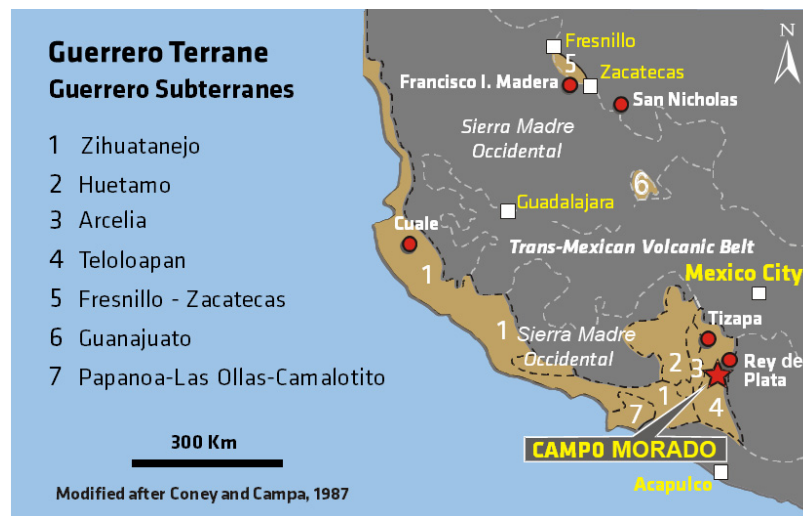 Guerrero Terrane
Guerrero Subterranes
1 Zihuatanejo
2 Huetamo
3 Arcelia
4 Teloloapan
5 Fresnillo - Zacatecas
6 Guanajuato
7 Papanoa-Las Ollas-Camalotito
300 Km
Modified after Coney and Campa, 1987
N
Fresnillo
5
Zacatecas
Francisco I. Madera
San Nicholas
Sierra Madre
Occidental
6
Guadalajara
Cuale
Trans-Mexican Volcanic Belt
1
Mexico City
Tizapa
1
Sierra Madre
Occidental
2
3
Rey de
Plata
1
7
4
CAMPO MORADO
Acapulco